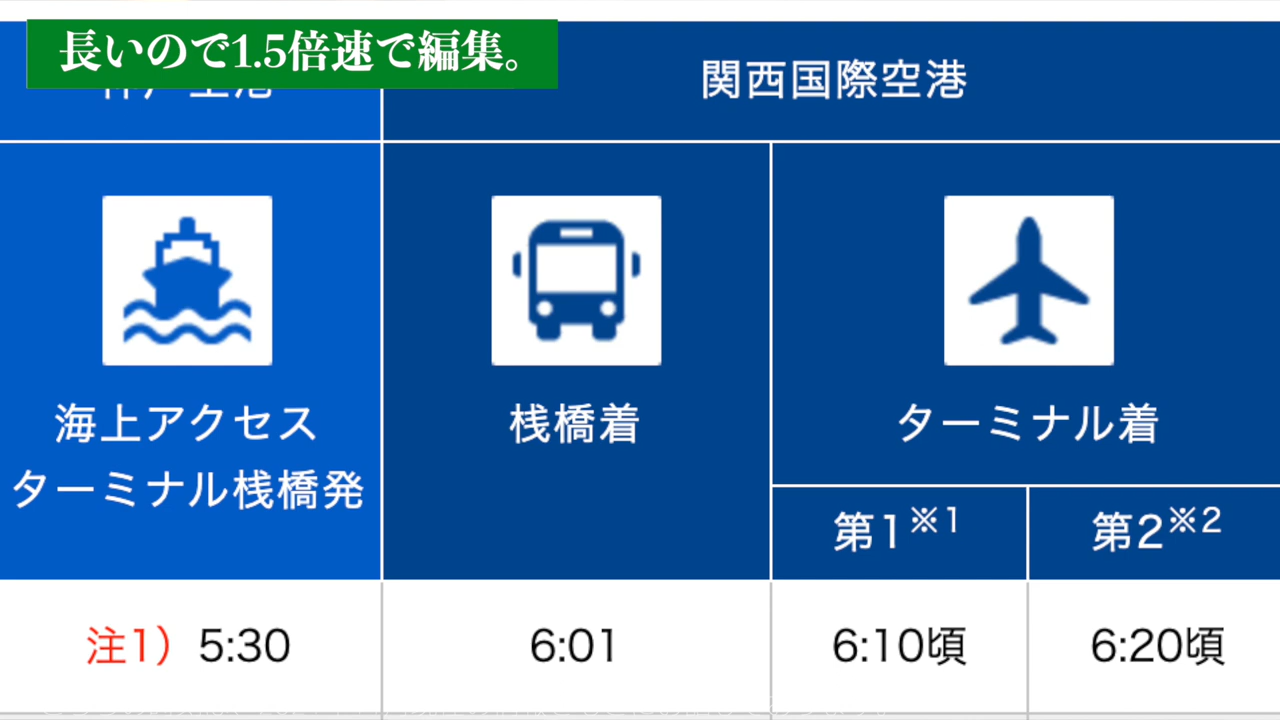 長いので1.5倍速で編集。
関西国際空港
海上アクセス
ターミナル桟橋発
桟橋着
ターミナル着
第1※1
第2※2
注1） 5:30
6:01
6:10頃
6:20頃